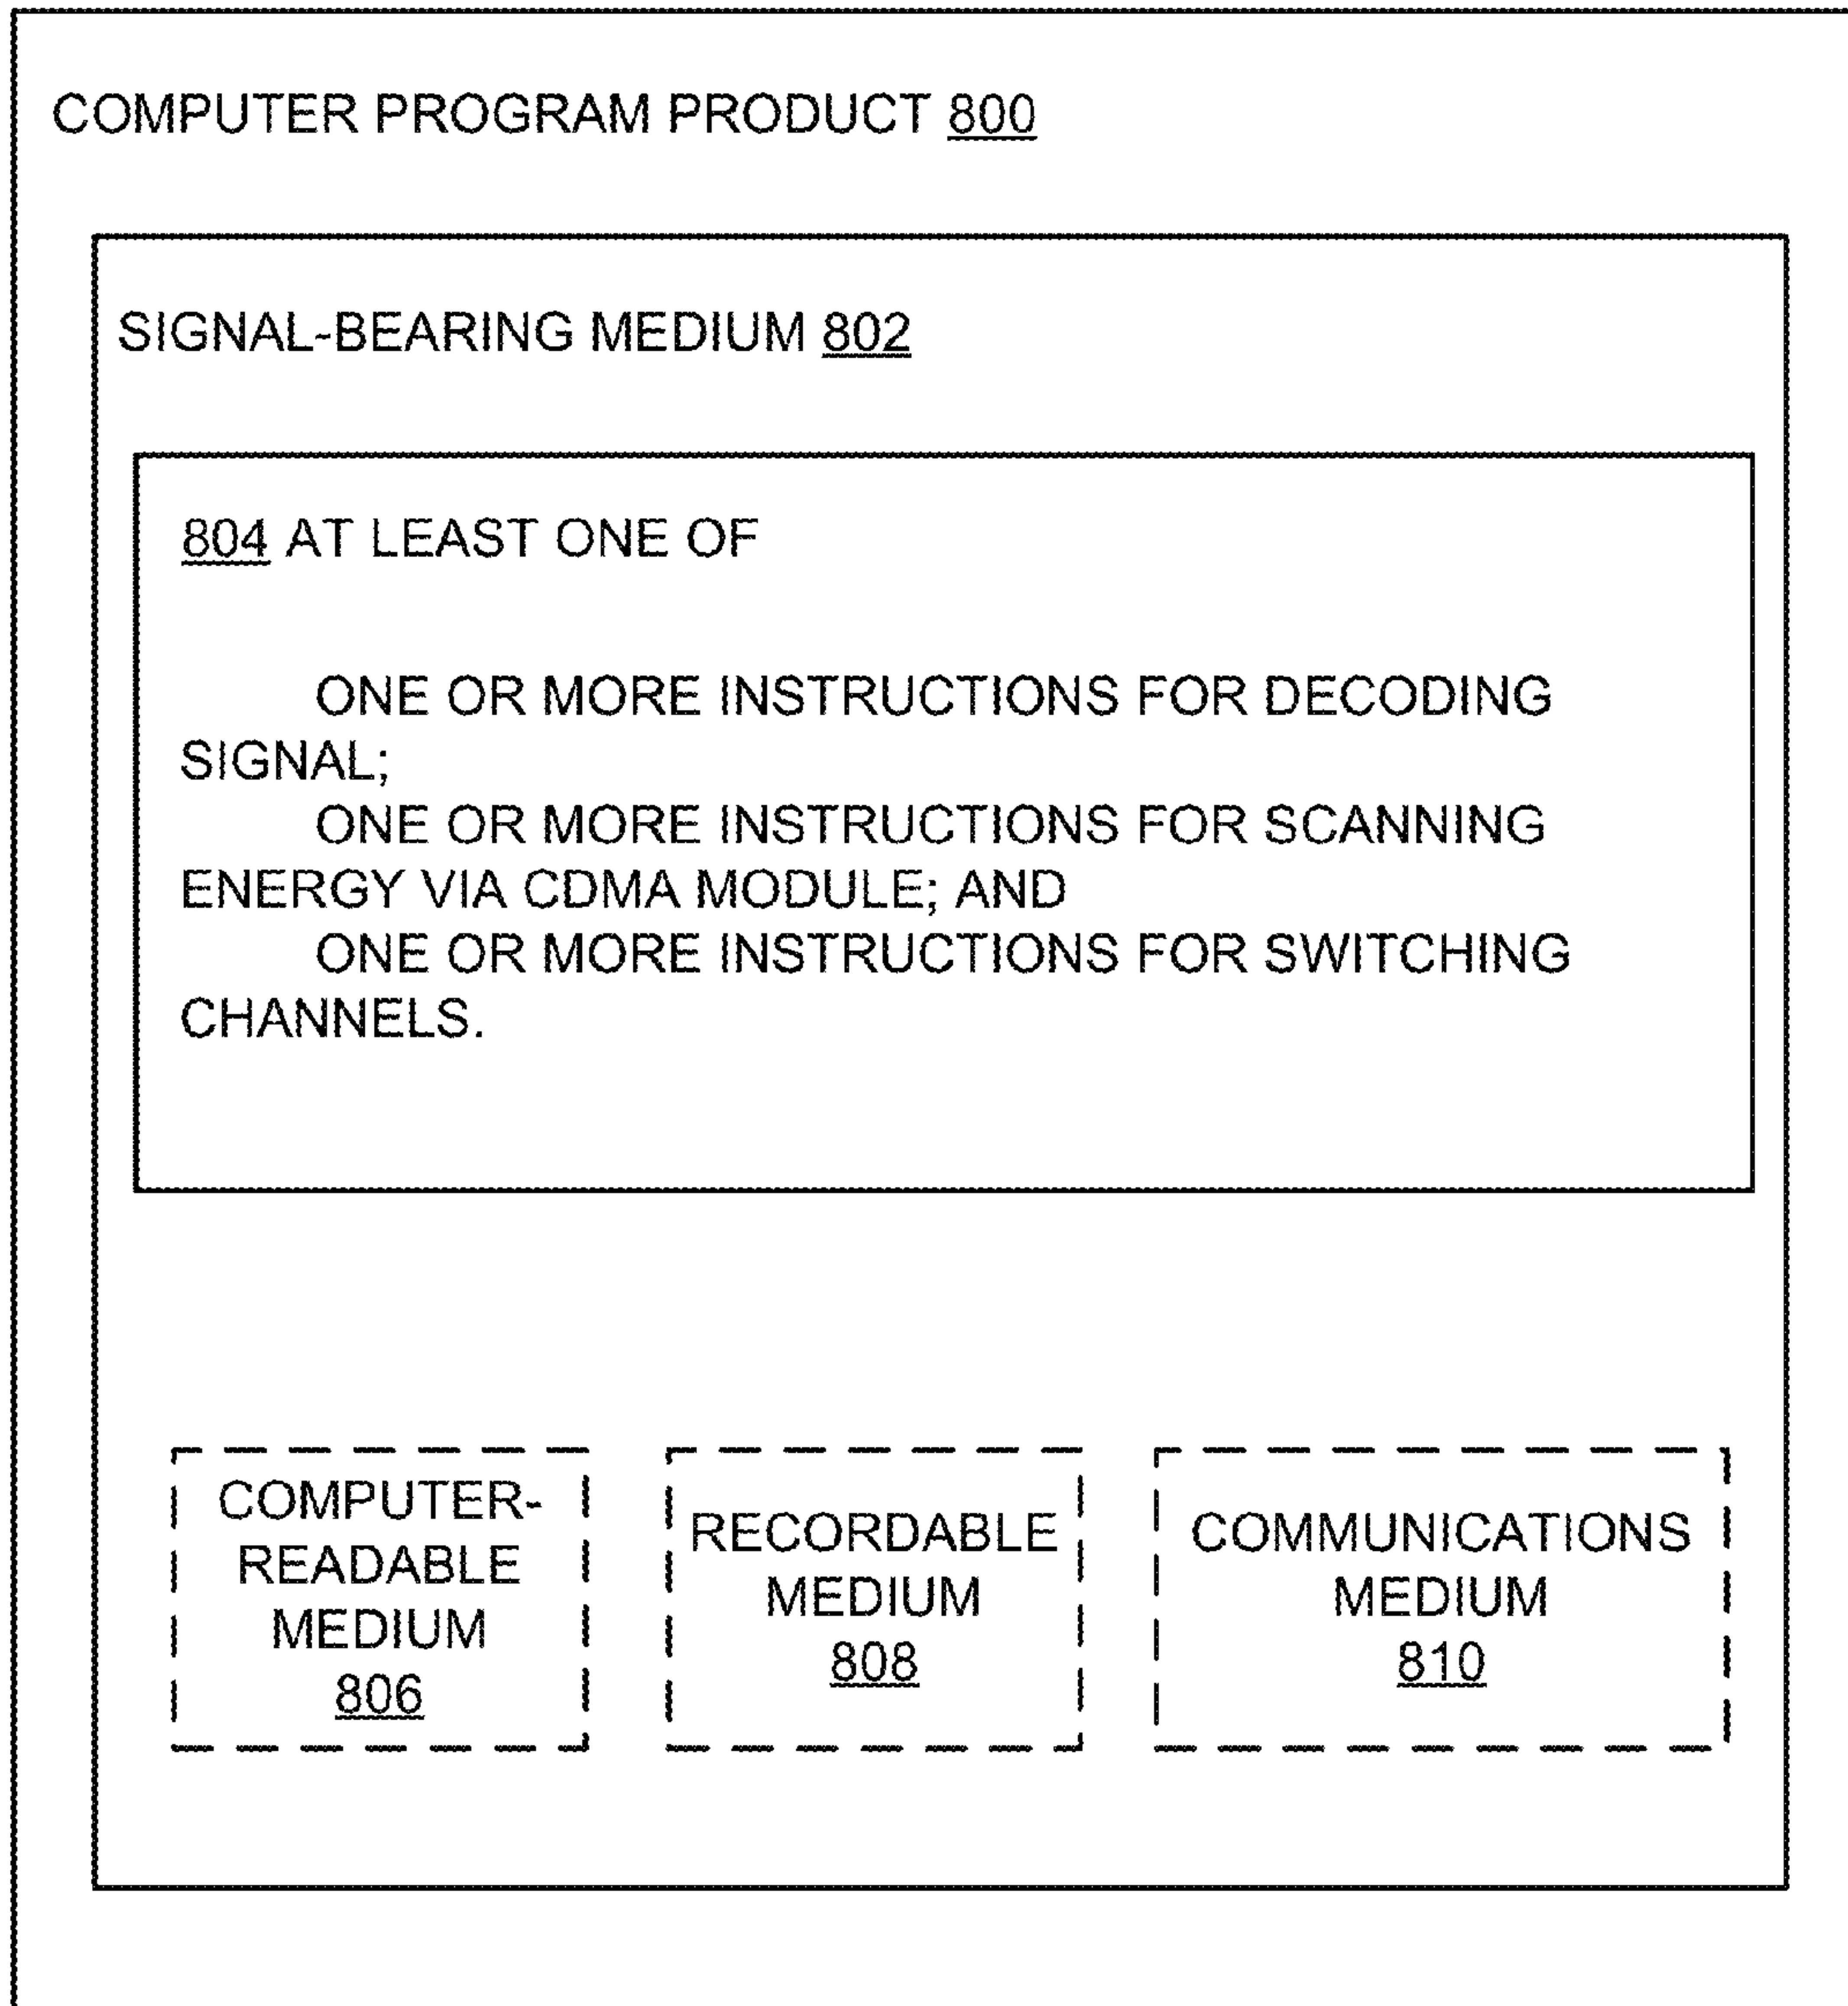 COMPUTER PROGRAM PRODUCT 800
SIGNAL-BEARING MEDIUM 802
804 AT LEAST ONE OF
ONE OR MORE INSTRUCTIONS FOR DECODING
SIGNAL;
ONE OR MORE INSTRUCTIONS FOR SCANNING
ENERGY VIA CDMA MODULE; AND
ONE OR MORE INSTRUCTIONS FOR SWITCHING
CHANNELS.
COMPUTER-
READABLE
MEDIUM
806
RECORDABLE
MEDIUM
808
COMMUNICATIONS
MEDIUM
810